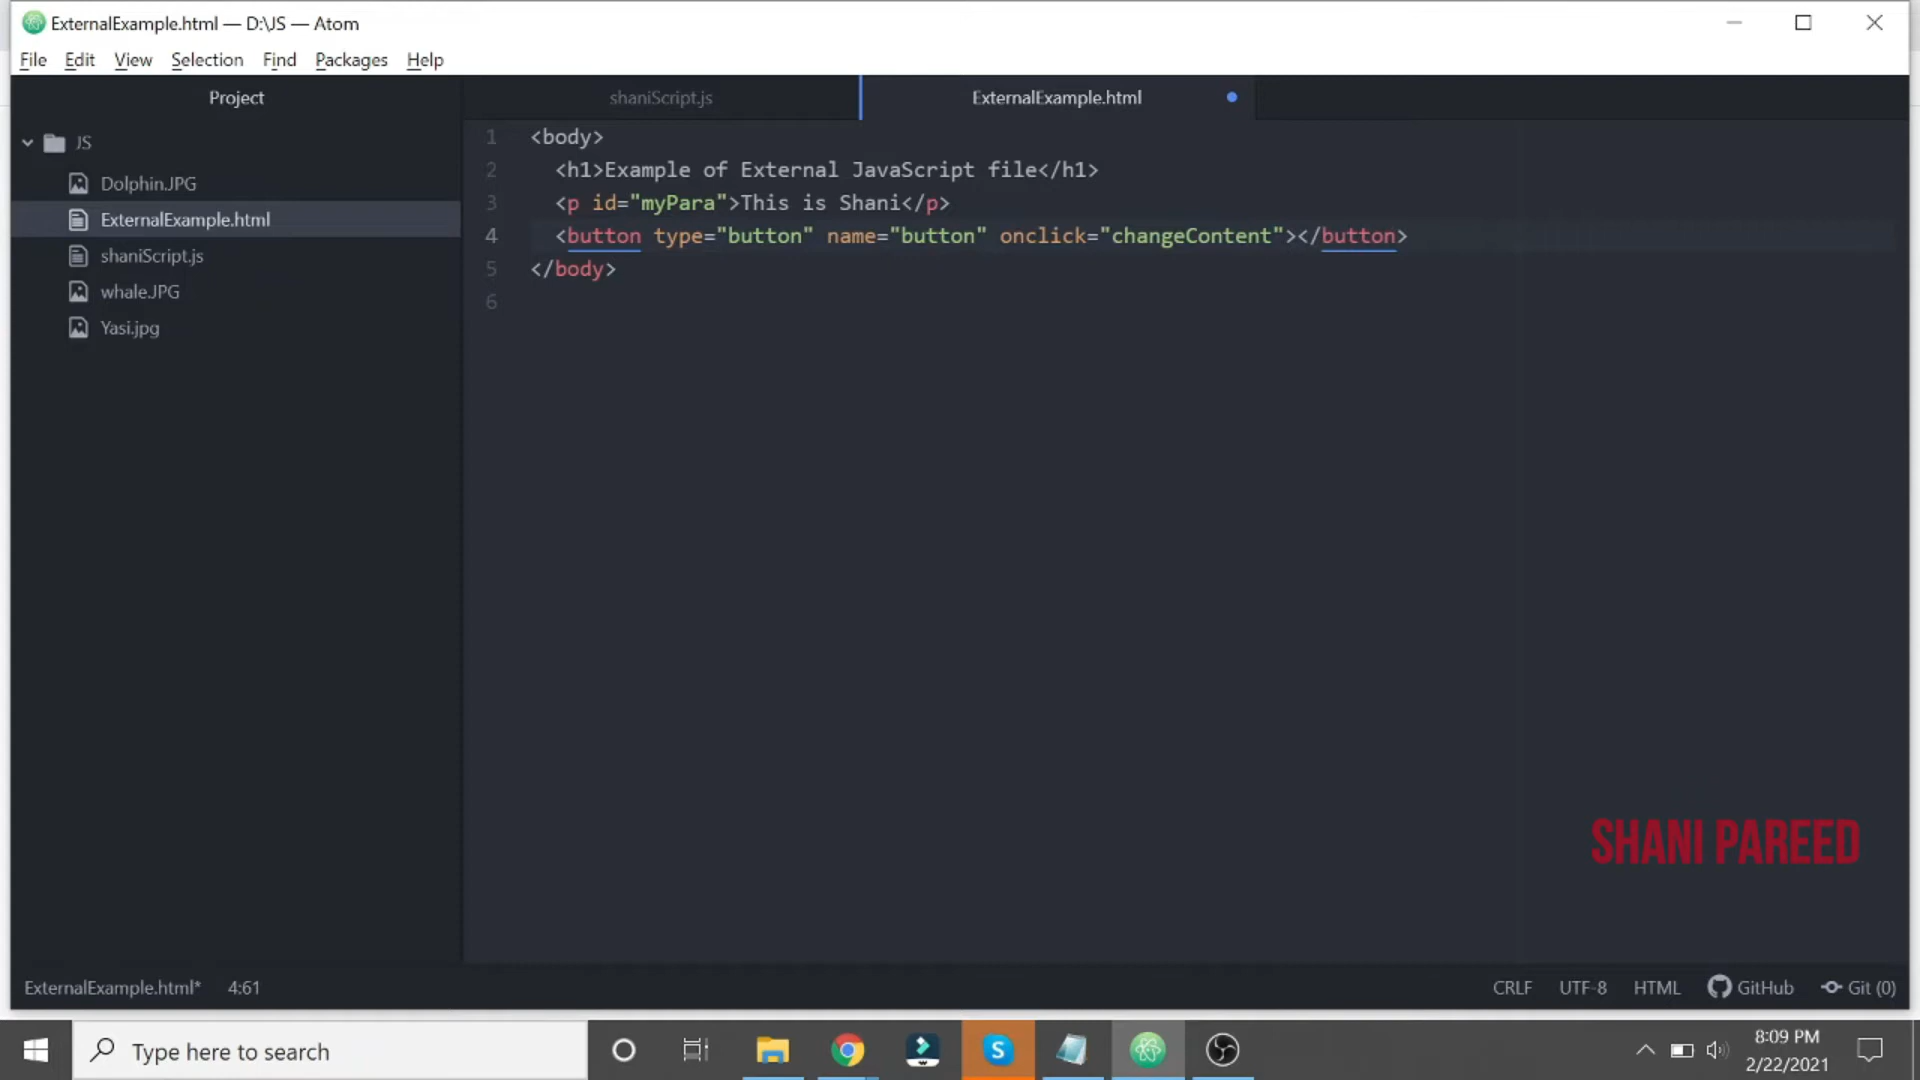 ExternalExample.html — D:\JS — Atom
File Edit View Selection Find Packages Help
Project
shaniScript.js
ExternalExample.html
JS
Dolphin.JPG
ExternalExample.html
shaniScript.js
whale.JPG
Yasi.jpg
1 <body>
2 <h1>Example of External JavaScript file</h1>
3 <p id="myPara">This is Shani</p>
4 <button type="button" name="button" onclick="changeContent"></button>
5 </body>
6
SHANI PAREED
ExternalExample.html* 4:61 CRLF UTF-8 HTML GitHub Git (0)
Type here to search
S
8:09 PM
2/22/2021